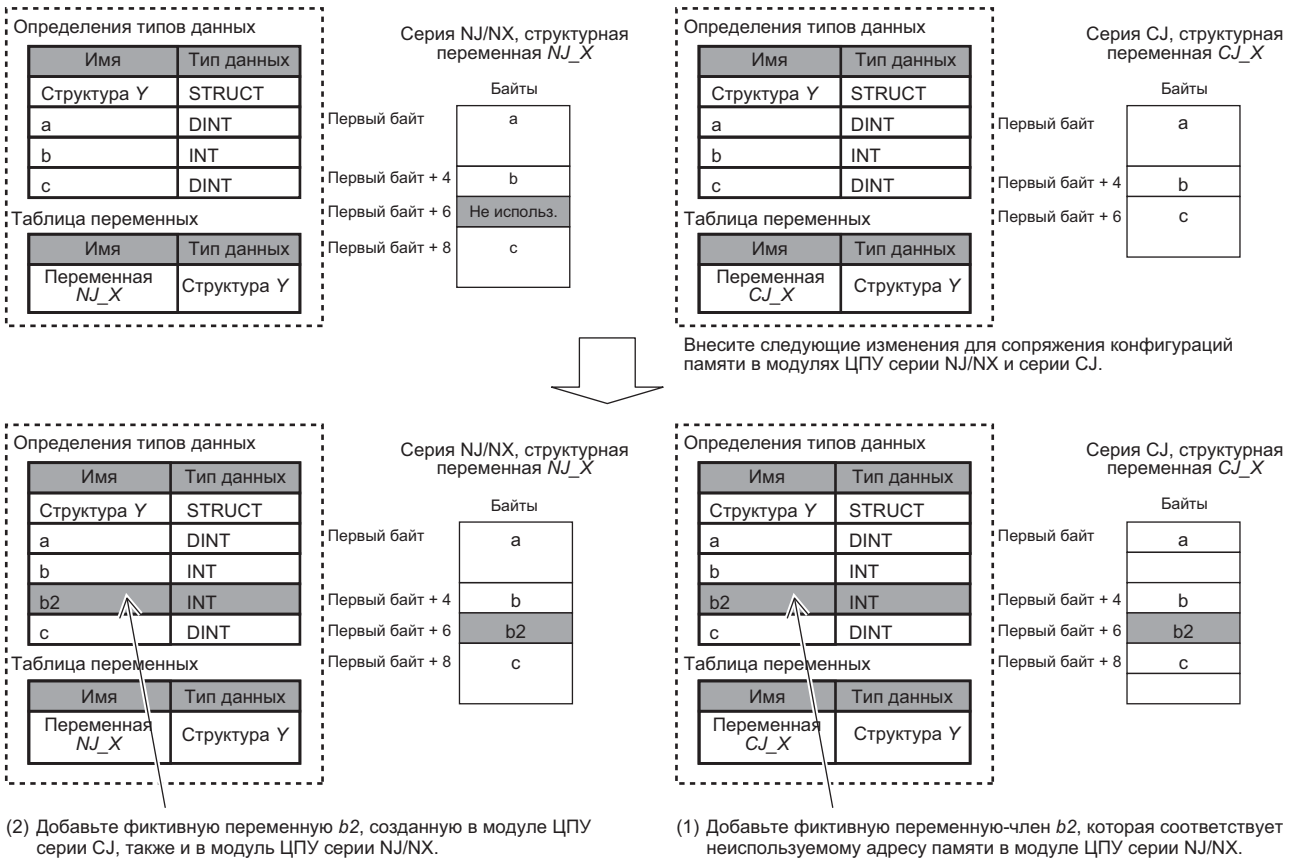 Определения типов данных
Имя Тип данных
Структура Y STRUCT
a DINT
b INT
c DINT
Таблица переменных
Имя Тип данных
Переменная
NJ_X
Структура Y
Серия NJ/NX, структурная
переменная NJ_X
Байты
Первый байт a
Первый байт + 4 b
Первый байт + 6 Не использ.
Первый байт + 8 c
Определения типов данных
Имя Тип данных
Структура Y STRUCT
a DINT
b INT
c DINT
Таблица переменных
Имя Тип данных
Переменная
CJ_X
Структура Y
Серия CJ, структурная
переменная CJ_X
Байты
Первый байт a
Первый байт + 4 b
Первый байт + 6 c
Внесите следующие изменения для сопряжения конфигураций
памяти в модулях ЦПУ серии NJ/NX и серии CJ.
Определения типов данных
Имя Тип данных
Структура Y STRUCT
a DINT
b INT
b2 INT
c DINT
Таблица переменных
Имя Тип данных
Переменная
NJ_X
Структура Y
Серия NJ/NX, структурная
переменная NJ_X
Байты
Первый байт a
Первый байт + 4 b
Первый байт + 6 b2
Первый байт + 8 c
(2) Добавьте фиктивную переменную b2, созданную в модуле ЦПУ
серии CJ, также и в модуль ЦПУ серии NJ/NX.
Определения типов данных
Имя Тип данных
Структура Y STRUCT
a DINT
b INT
b2 INT
c DINT
Таблица переменных
Имя Тип данных
Переменная
CJ_X
Структура Y
Серия CJ, структурная
переменная CJ_X
Байты
Первый байт a
Первый байт + 4 b
Первый байт + 6 b2
Первый байт + 8 c
(1) Добавьте фиктивную переменную-член b2, которая соответствует
неиспользуемому адресу памяти в модуле ЦПУ серии NJ/NX.